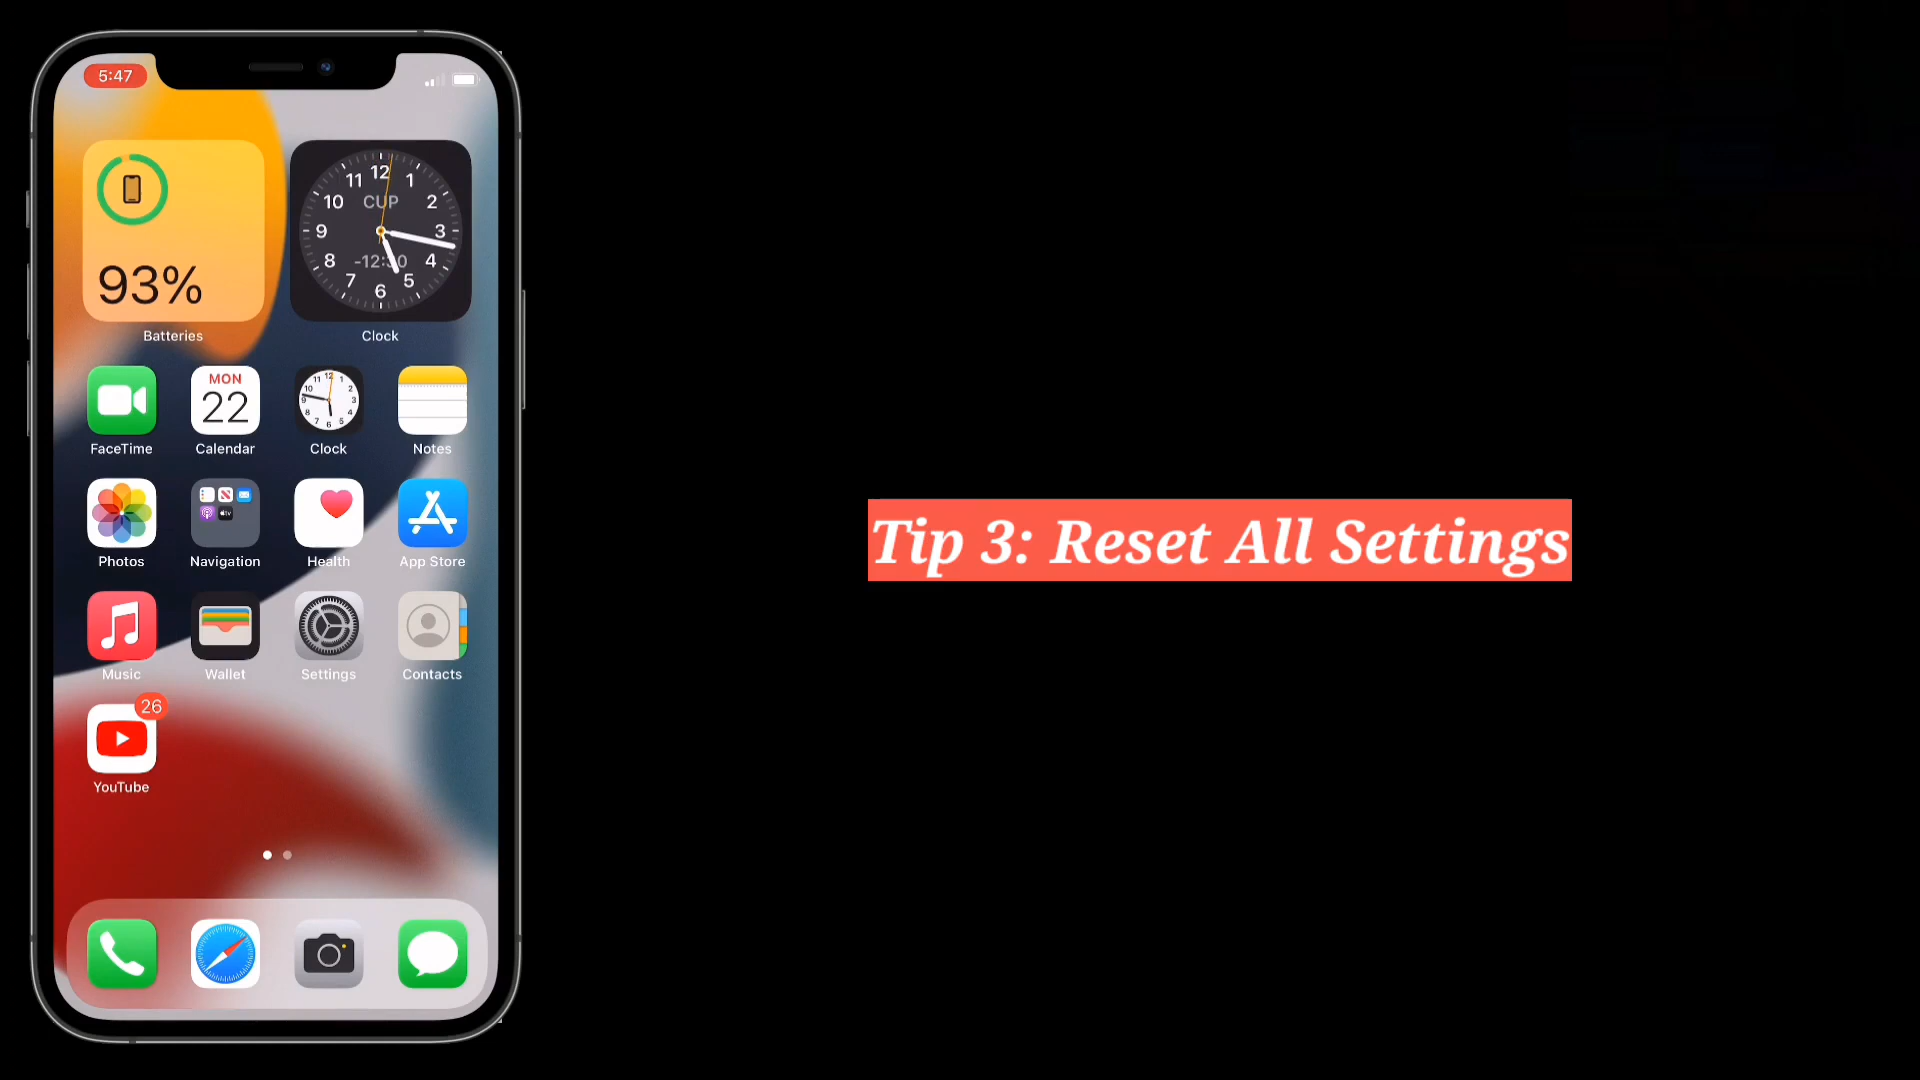 5:47
93%
Batteries
12
1
2
3
4
5
6
7
8
9
10
11
CUP
Clock
FaceTime
MON
22
Calendar
Clock
Notes
Photos
Navigation
Health
App Store
Music
Wallet
Settings
Contacts
26
YouTube
Tip 3: Reset All Settings